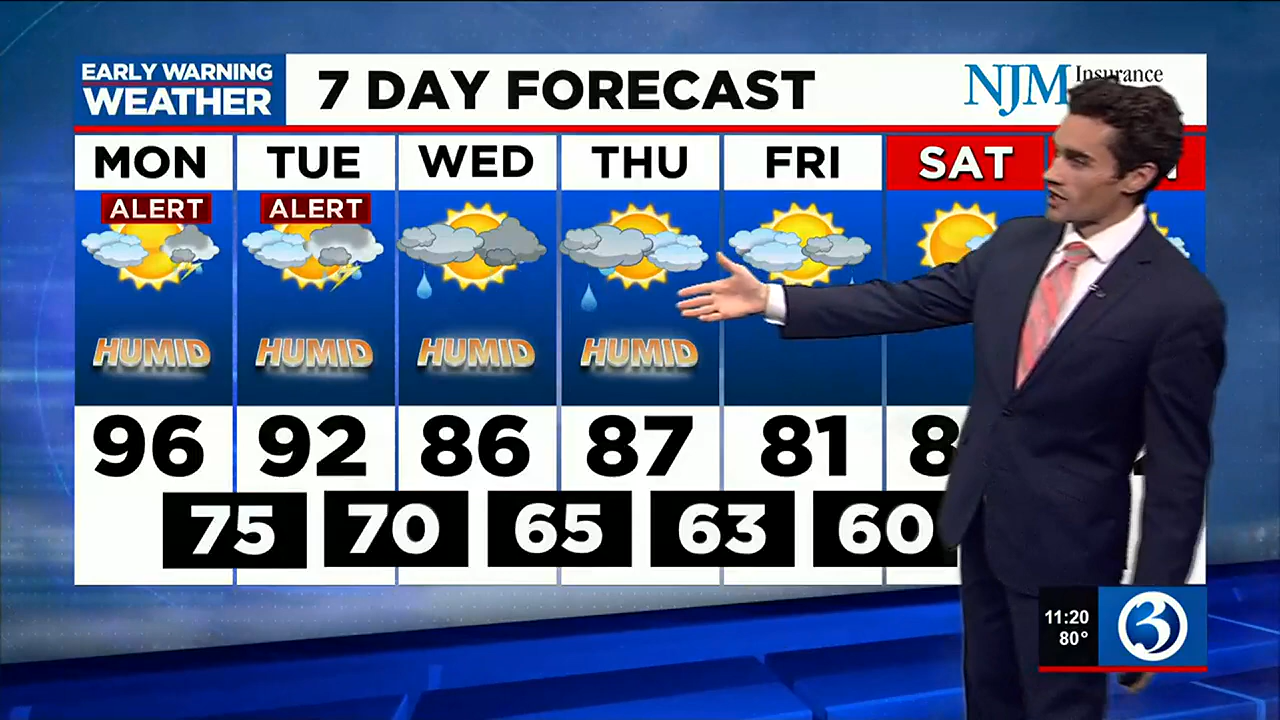 EARLY WARNING
WEATHER
7 DAY FORECAST
NJM Insurance
MON TUE WED THU FRI SAT
ALERT ALERT
HUMID HUMID HUMID HUMID
96 92 86 87 81
75 70 65 63 60
11:20
80°
3